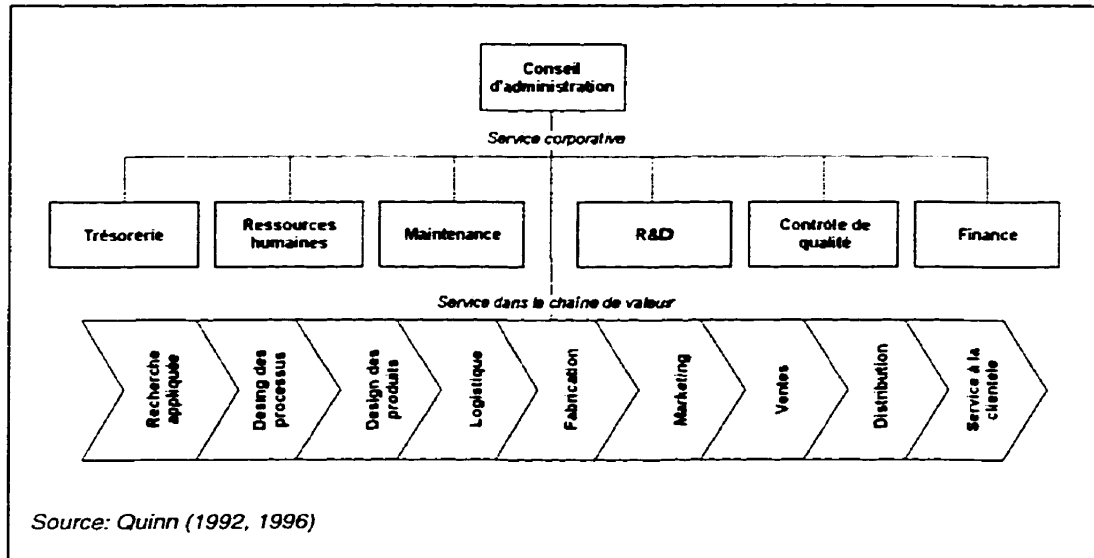 Conseil
d'administration
Service corporative
Trésorerie
Ressources
humaines
Maintenance
R&D
Contrôle de
qualité
Finance
Service dans le chaîne de valeur
Recherche
appliquée
Desing des
processus
Design des
produits
Logistique
Fabrication
Marketing
Ventes
Distribution
Service à la
clientèle
Source: Quinn (1992, 1996)